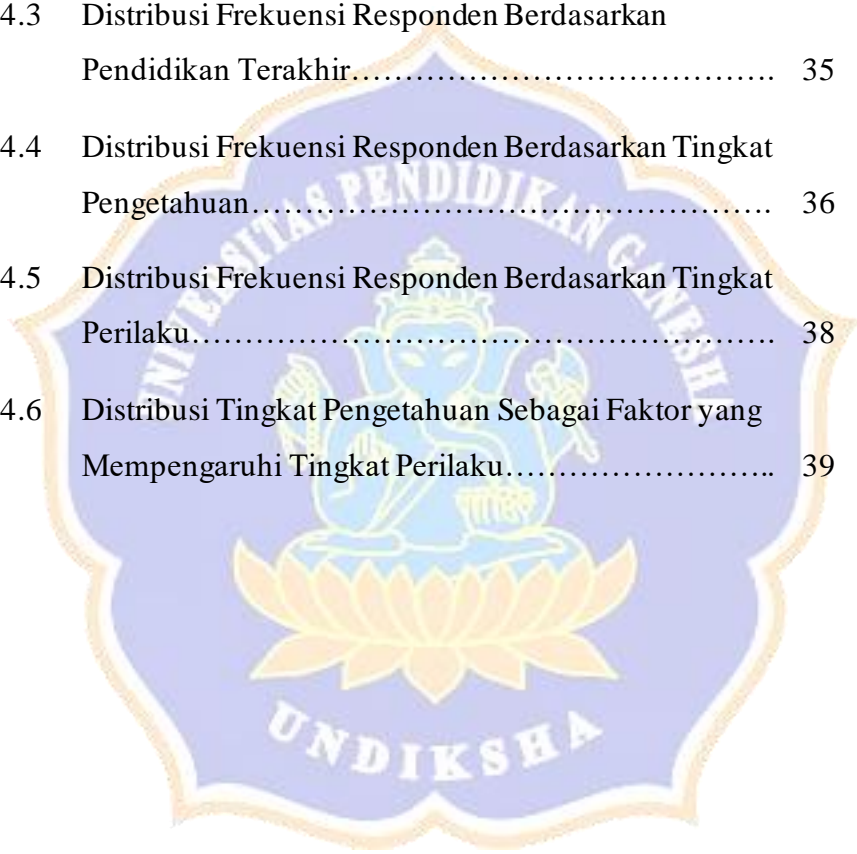 4.3 Distribusi Frekuensi Responden Berdasarkan
Pendidikan Terakhir…………………………………. 35
4.4 Distribusi Frekuensi Responden Berdasarkan Tingkat
Pengetahuan…………………………………………. 36
4.5 Distribusi Frekuensi Responden Berdasarkan Tingkat
Perilaku………………………………………………. 38
4.6 Distribusi Tingkat Pengetahuan Sebagai Faktor yang
Mempengaruhi Tingkat Perilaku…………………….. 39
UNIVERSITAS PENDIDIKAN GANESHA
UNDIKSHA